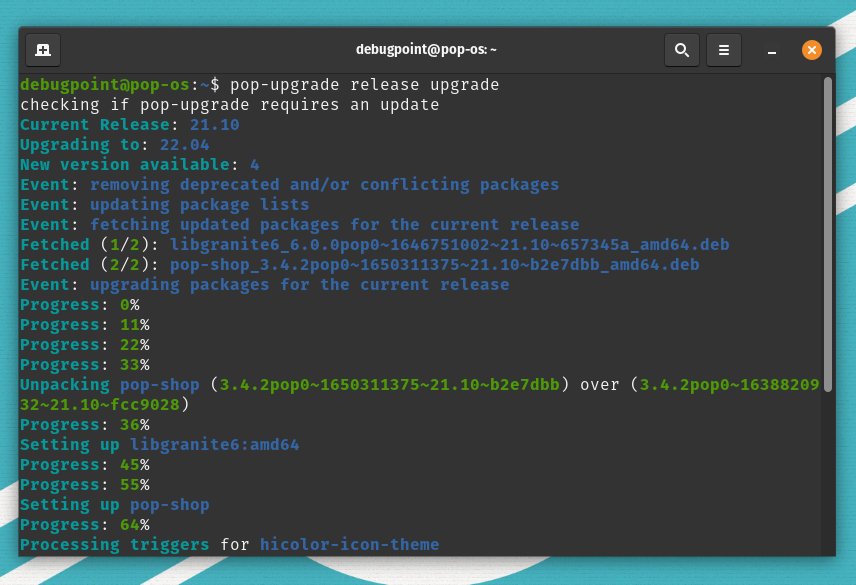 debugpoint@pop-os: ~
debugpoint@pop-os:~$ pop-upgrade release upgrade
checking if pop-upgrade requires an update
Current Release: 21.10
Upgrading to: 22.04
New version available: 4
Event: removing deprecated and/or conflicting packages
Event: updating package lists
Event: fetching updated packages for the current release
Fetched (1/2): libgranite6_6.0.0pop0~1646751002~21.10~657345a_amd64.deb
Fetched (2/2): pop-shop_3.4.2pop0~1650311375~21.10~b2e7dbb_amd64.deb
Event: upgrading packages for the current release
Progress: 0%
Progress: 11%
Progress: 22%
Progress: 33%
Unpacking pop-shop (3.4.2pop0~1650311375~21.10~b2e7dbb) over (3.4.2pop0~16388209
32~21.10~fcc9028)
Progress: 36%
Setting up libgranite6:amd64
Progress: 45%
Progress: 55%
Setting up pop-shop
Progress: 64%
Processing triggers for hicolor-icon-theme